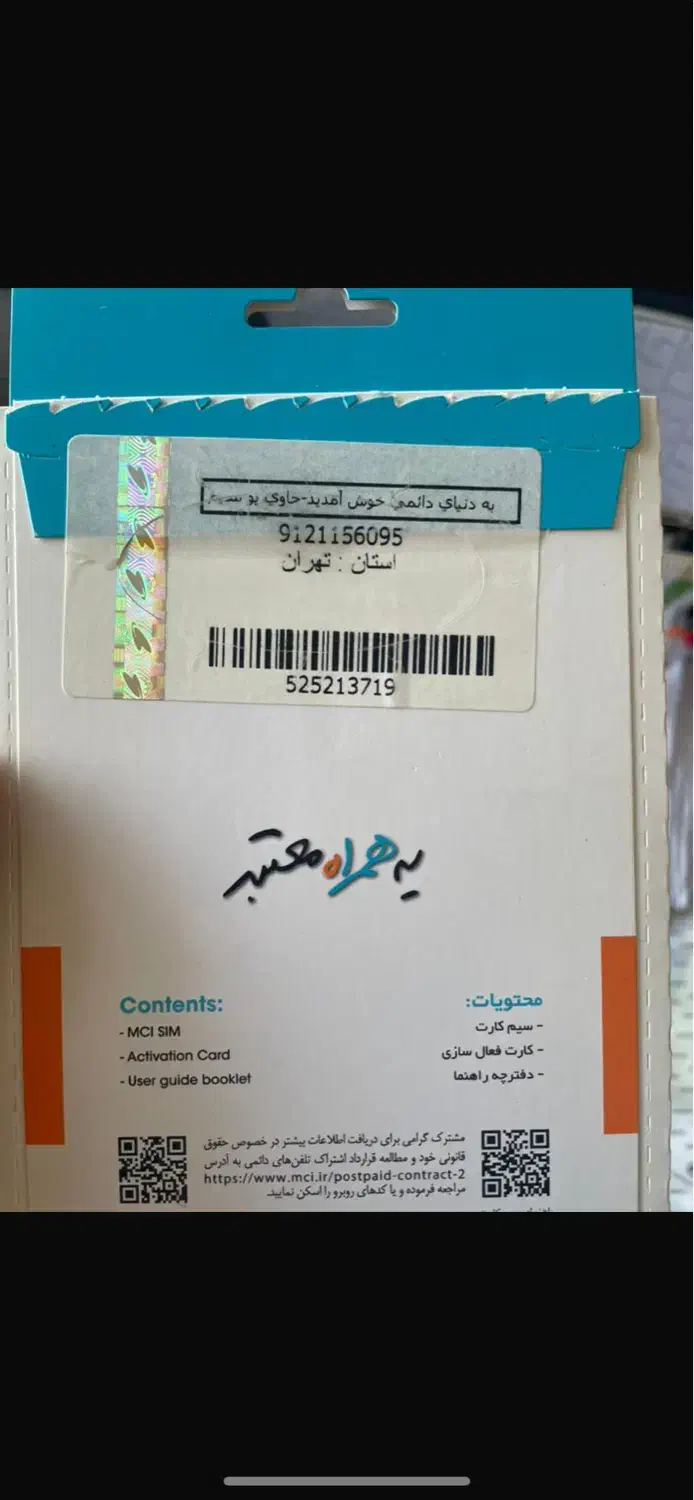 به دنیاي دائمي خوش آمدید-حاوي
9121156095
استان : تهران
525213719
یه همراه معتبر
Contents:
- MCI SIM
- Activation Card
- User guide booklet
محتویات:
- سیم کارت
- کارت فعال سازی
- دفترچه راهنما
مشترک گرامی برای دریافت اطلاعات بیشتر در خصوص حقوق
قانونی خود و مطالعه قرارداد اشتراک تلفن‌های دائمی به آدرس
https://www.mci.ir/postpaid-contract-2
مراجعه فرموده و یا کدهای روبرو را اسکن نمایید.